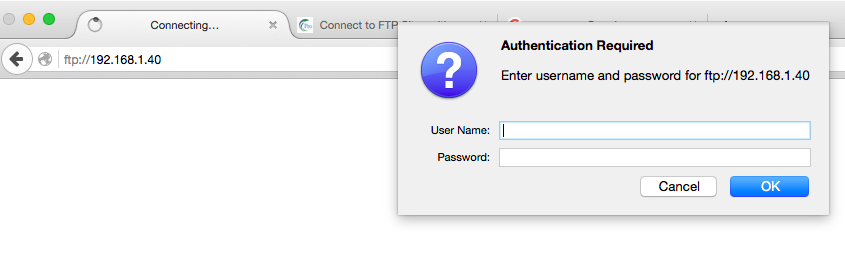 Connecting…
Connect to FTP
ftp://192.168.1.40
Authentication Required
Enter username and password for ftp://192.168.1.40
User Name:
Password:
Cancel
OK